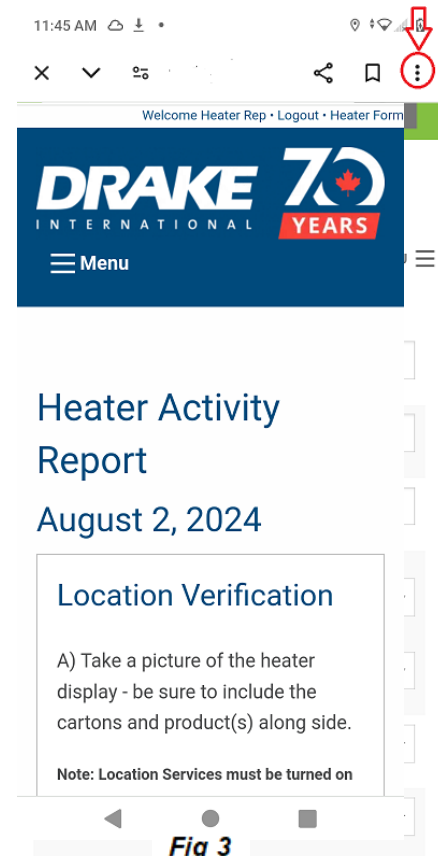 11:45 AM
Welcome Heater Rep • Logout • Heater Form
DRAKE 70
INTERNATIONAL YEARS
Menu
Heater Activity
Report
August 2, 2024
Location Verification
A) Take a picture of the heater
display - be sure to include the
cartons and product(s) along side.
Note: Location Services must be turned on
Fig 3